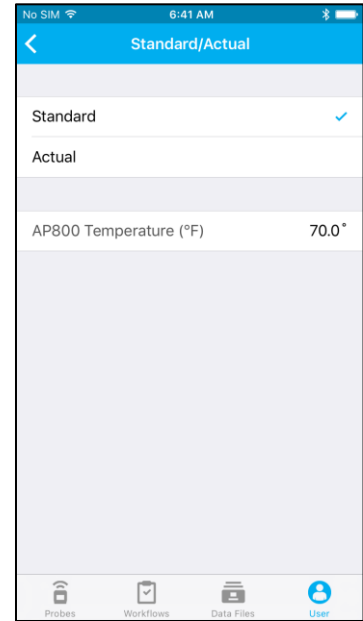 No SIM 6:41 AM
Standard/Actual
Standard
Actual
AP800 Temperature (°F) 70.0°
Probes Workflows Data Files User